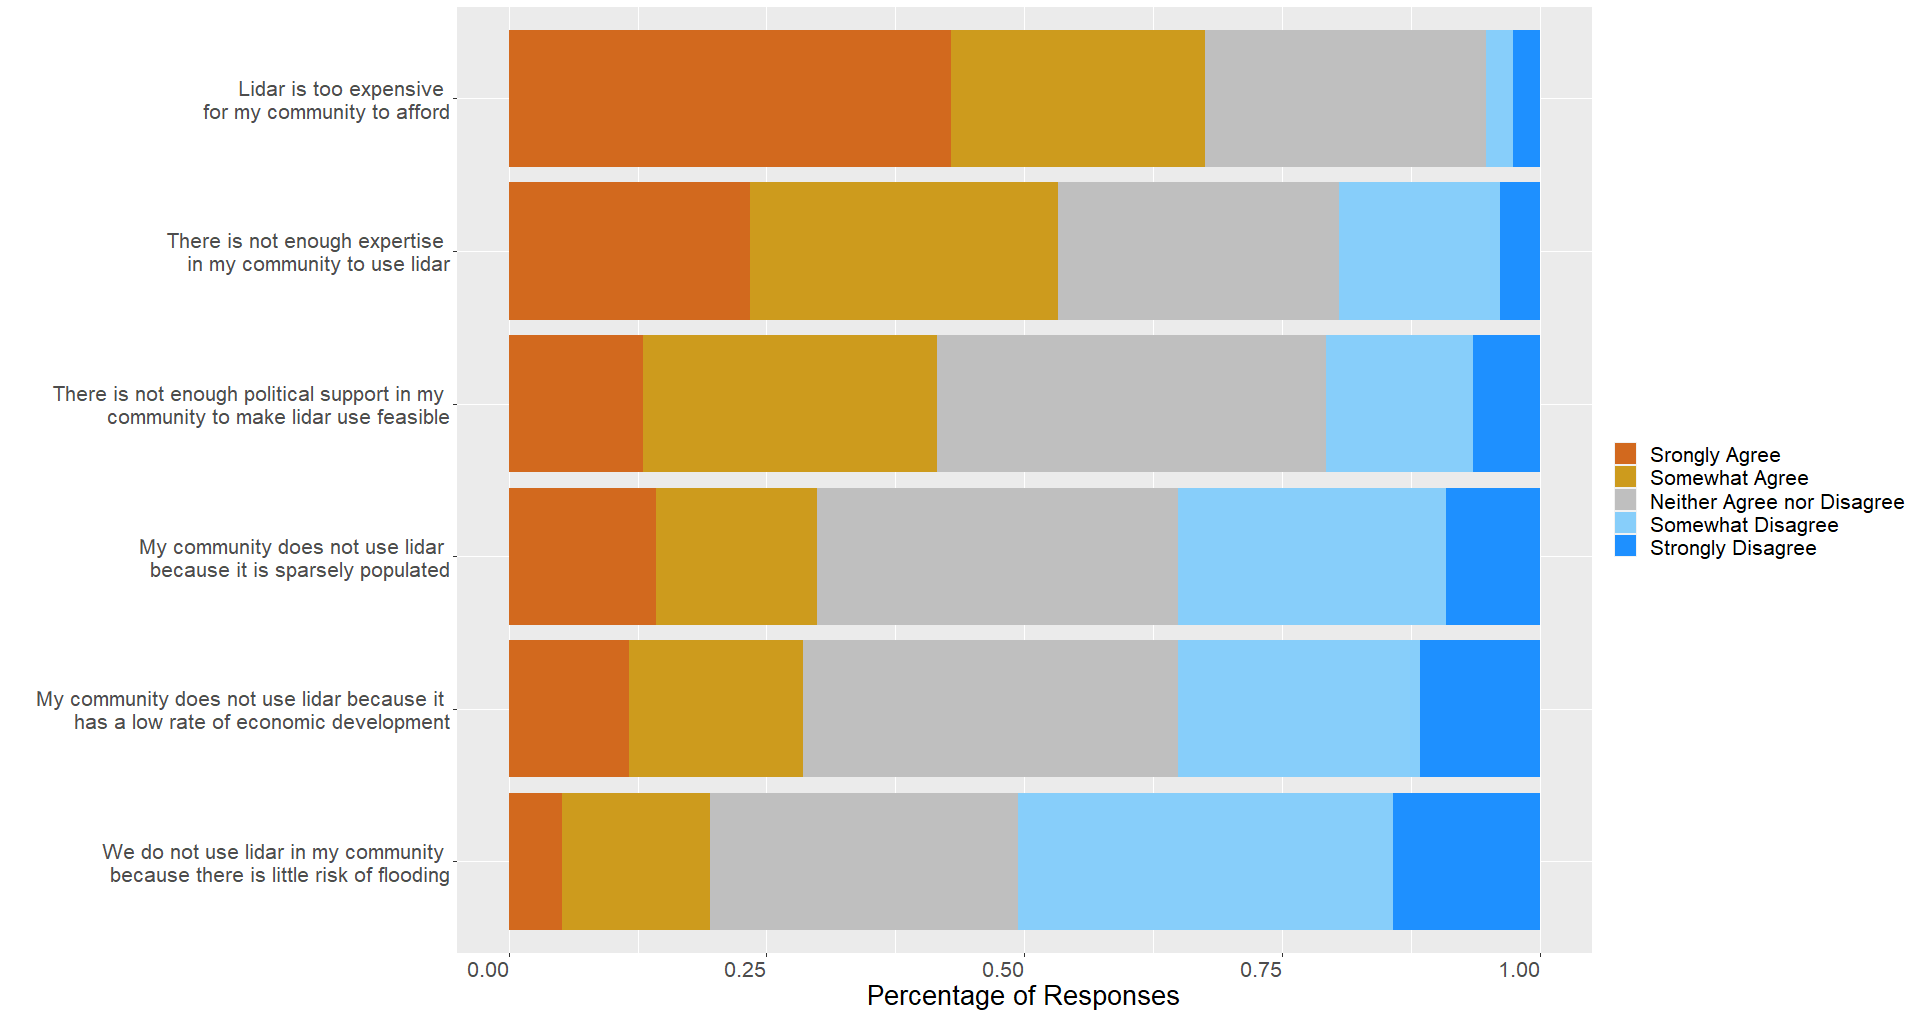 Lidar is too expensive
for my community to afford
There is not enough expertise
in my community to use lidar
There is not enough political support in my
community to make lidar use feasible
My community does not use lidar
because it is sparsely populated
My community does not use lidar because it
has a low rate of economic development
We do not use lidar in my community
because there is little risk of flooding
0.00 0.25 0.50 0.75 1.00
Percentage of Responses
Srongly Agree
Somewhat Agree
Neither Agree nor Disagree
Somewhat Disagree
Strongly Disagree